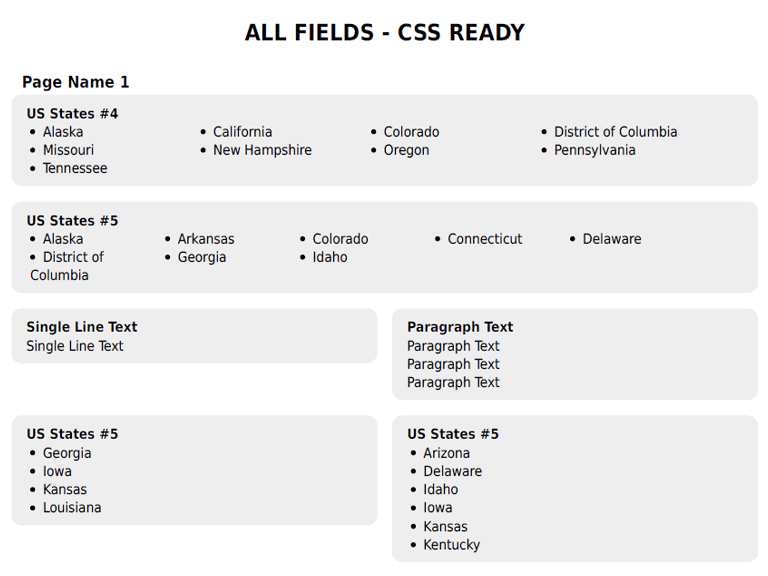 ALL FIELDS - CSS READY
Page Name 1
US States #4
• Alaska • California • Colorado • District of Columbia
• Missouri • New Hampshire • Oregon • Pennsylvania
• Tennessee
US States #5
• Alaska • Arkansas • Colorado • Connecticut • Delaware
• District of Columbia • Georgia • Idaho
Single Line Text
Single Line Text
Paragraph Text
Paragraph Text
Paragraph Text
Paragraph Text
US States #5
• Georgia
• Iowa
• Kansas
• Louisiana
US States #5
• Arizona
• Delaware
• Idaho
• Iowa
• Kansas
• Kentucky